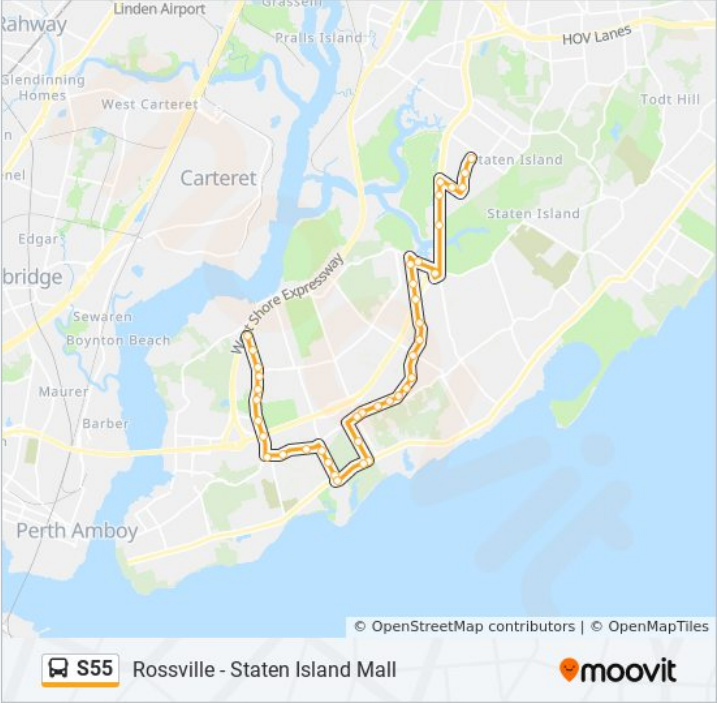 Grassell
Linden Airport
Rahway
Pralls Island
HOV Lanes
Glendinning
Homes
West Carteret
Todt Hill
n
nel
Carteret
Staten Island
Staten Island
Edgar
bridge
West Shore Expressway
Sewaren
Boynton Beach
Maurer
Barber
Perth Amboy
© OpenStreetMap contributors | © OpenMapTiles
S55 Rossville - Staten Island Mall
moovit